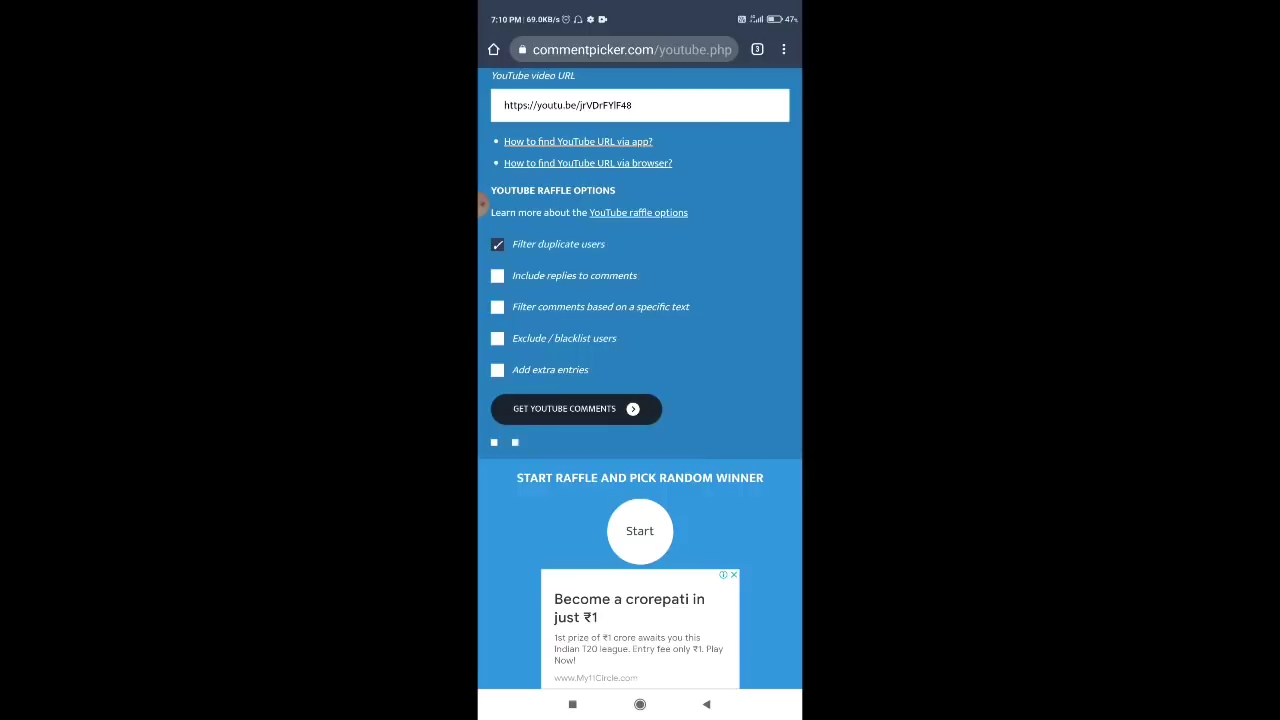 7:10 PM | 69.0KB/s
47%
commentpicker.com/youtube.php
3
YouTube video URL
https://youtu.be/jrVDrFYlF48
How to find YouTube URL via app?
How to find YouTube URL via browser?
YOUTUBE RAFFLE OPTIONS
Learn more about the YouTube raffle options
Filter duplicate users
Include replies to comments
Filter comments based on a specific text
Exclude / blacklist users
Add extra entries
GET YOUTUBE COMMENTS
START RAFFLE AND PICK RANDOM WINNER
Start
Become a crorepati in
just ₹1
1st prize of ₹1 crore awaits you this
Indian T20 league. Entry fee only ₹1. Play
Now!
www.My11Circle.com